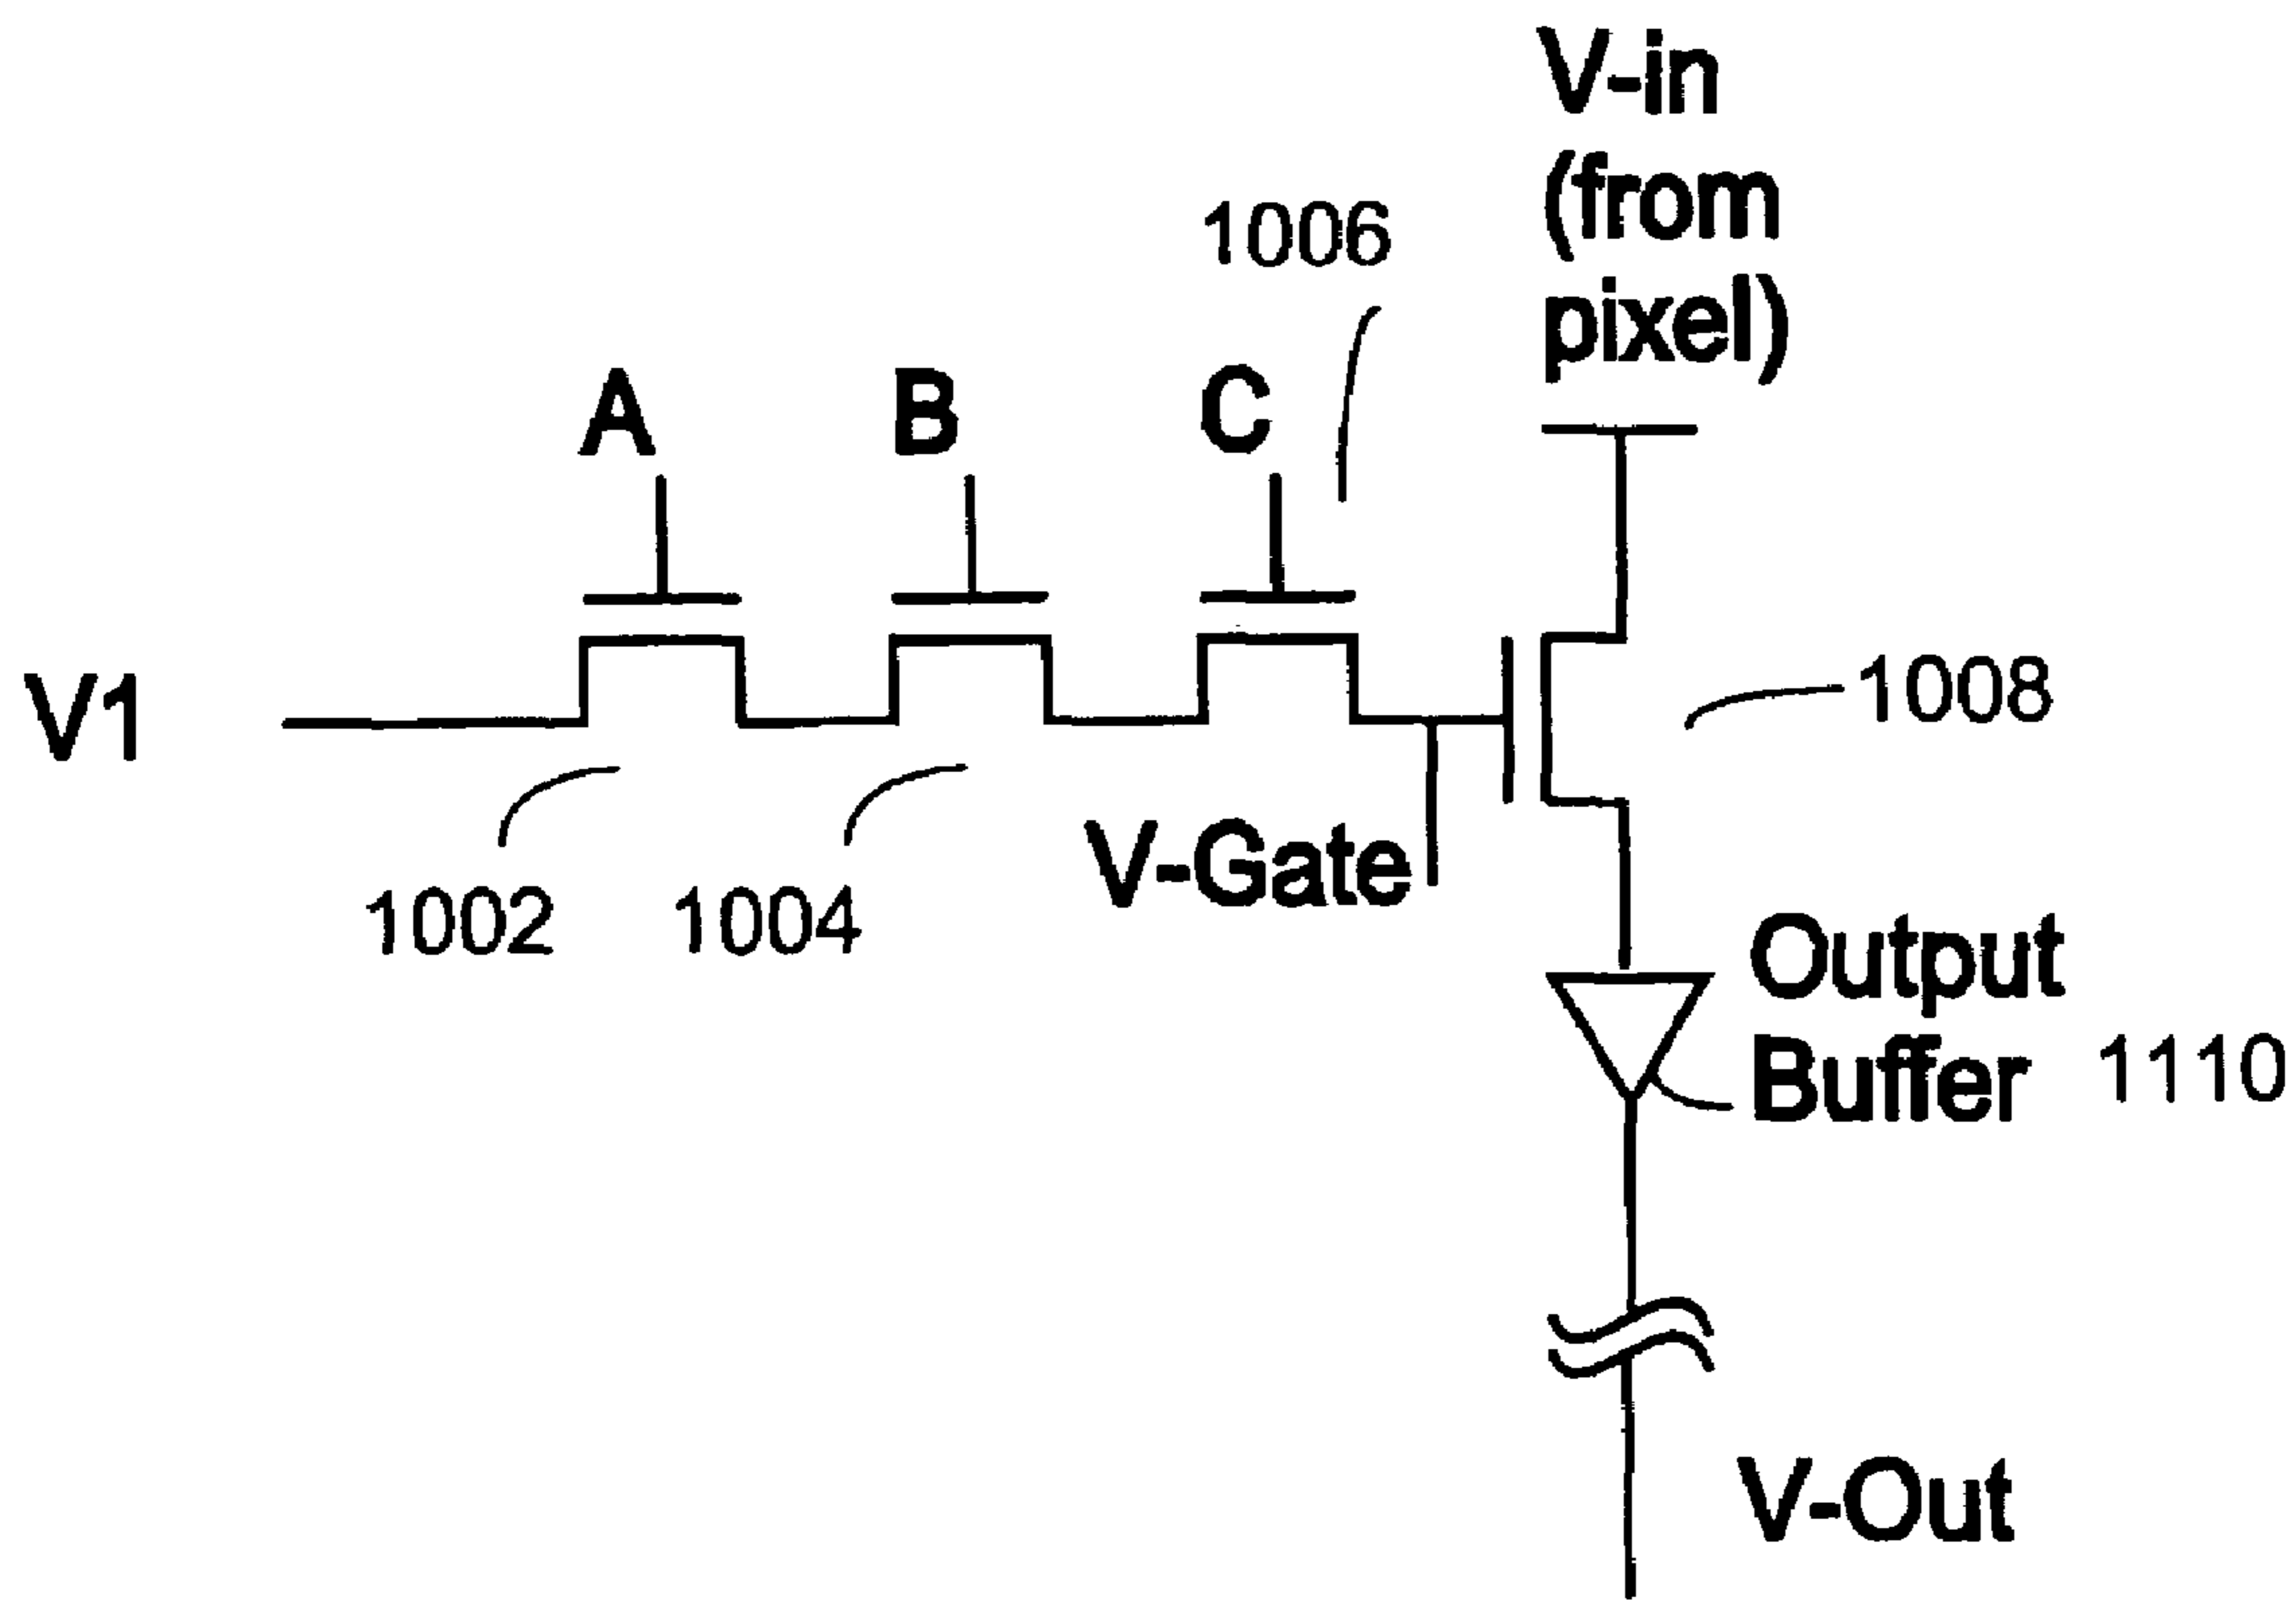 V-in
(from
pixel)
1006
A
B
C
V1
1008
1002
1004
V-Gate
Output
Buffer 1110
V-Out